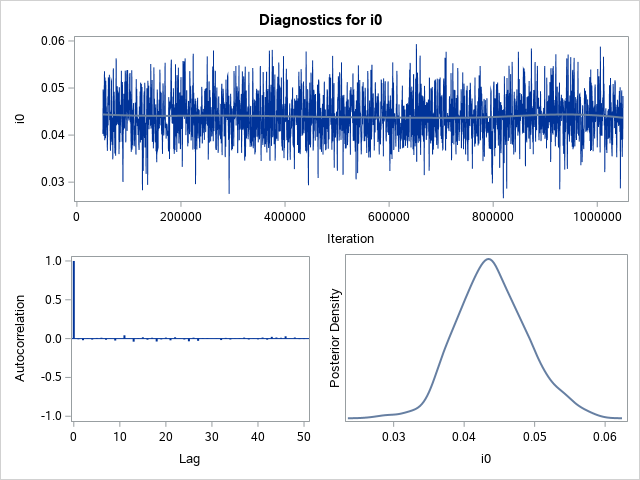 Diagnostics for i0
0.06
0.05
0.04
0.03
i0
0 200000 400000 600000 800000 1000000
Iteration
1.0
0.5
0.0
-0.5
-1.0
Autocorrelation
0 10 20 30 40 50
Lag
Posterior Density
0.03 0.04 0.05 0.06
i0